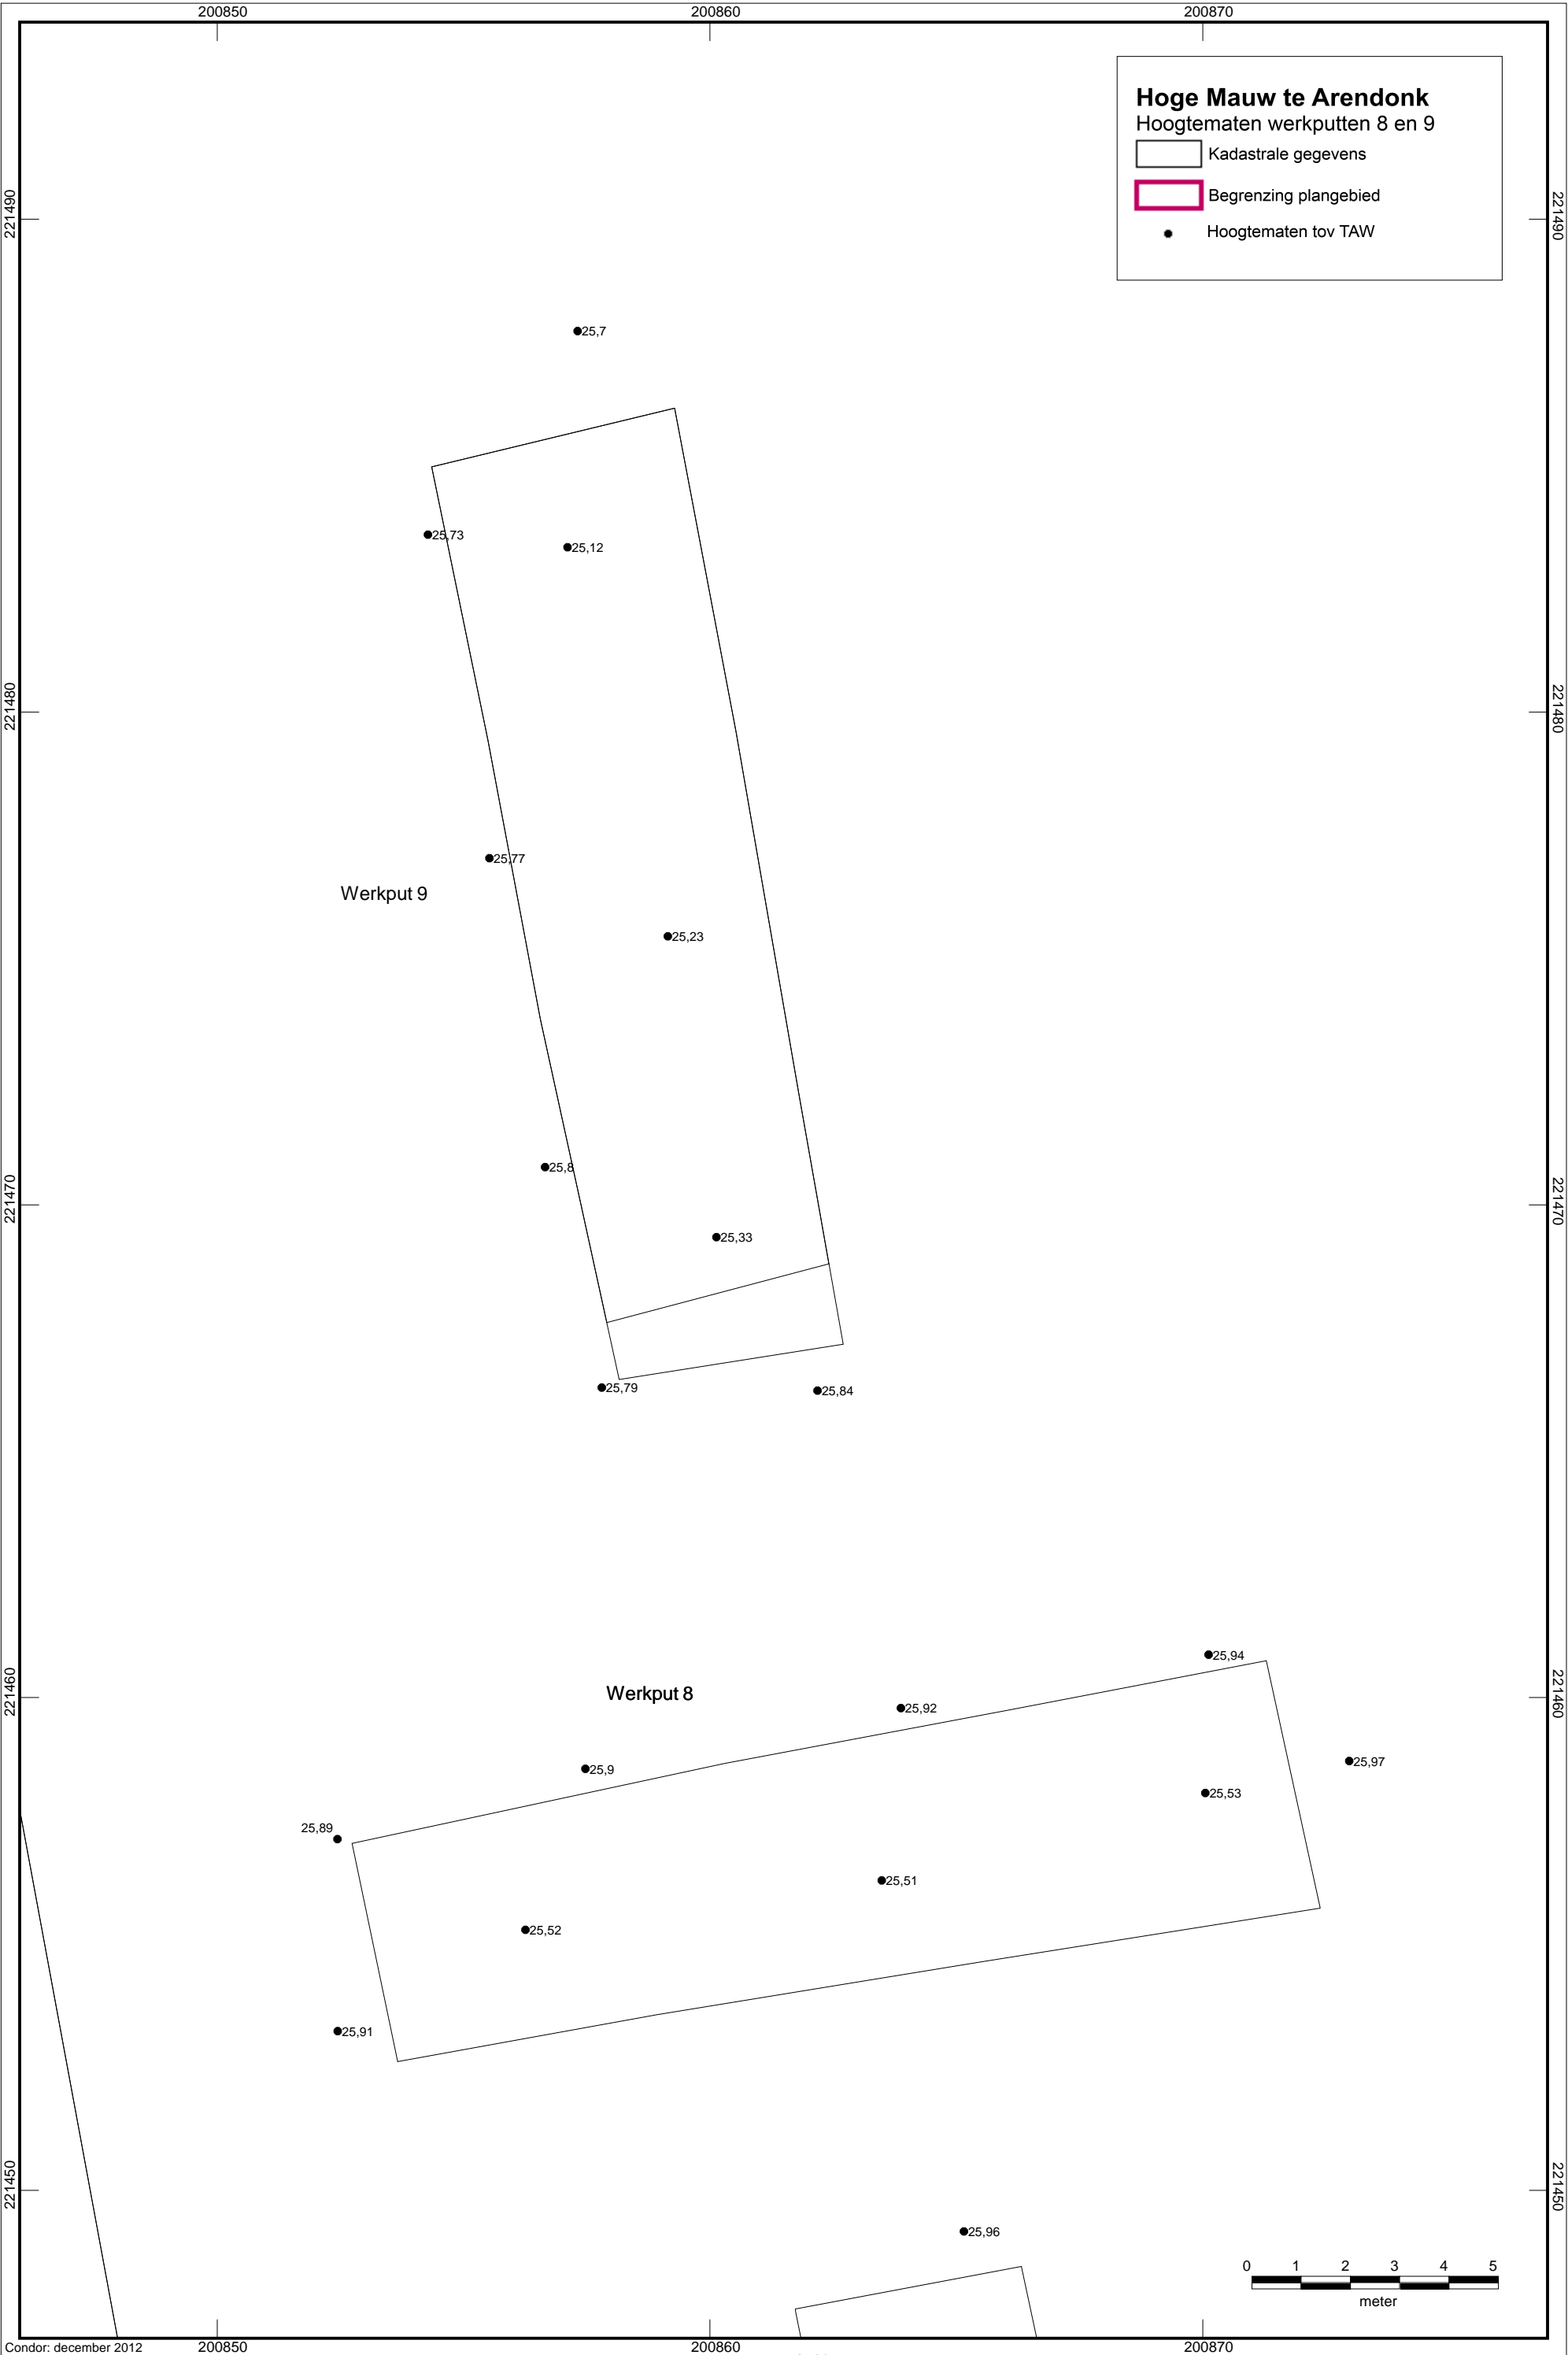 200850 200860 200870
Hoge Mauw te Arendonk
Hoogtematen werkputten 8 en 9
Kadastrale gegevens
Begrenzing plangebied
Hoogtematen tov TAW
221490 221490
25,7
25,73
25,12
221480 221480
25,77
Werkput 9
25,23
25,8
221470 221470
25,33
25,79
25,84
25,94
Werkput 8
221460 221460
25,92
25,97
25,9
25,53
25,89
25,51
25,52
25,91
221450 221450
25,96
0 1 2 3 4 5
meter
Condor: december 2012
200850 200860 200870